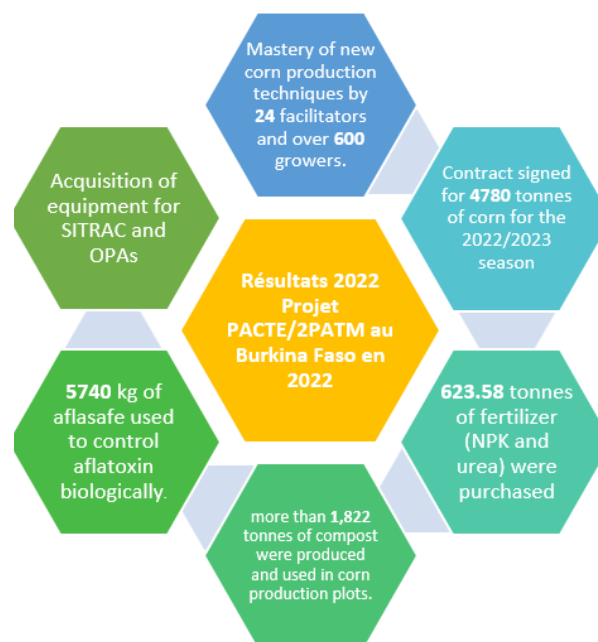 Mastery of new
corn production
techniques by
24 facilitators
and over 600
growers.
Contract signed
for 4780 tonnes
of corn for the
2022/2023
season
623.58 tonnes
of fertilizer
(NPK and
urea) were
purchased
more than 1,822
tonnes of compost
were produced
and used in corn
production plots.
5740 kg of
aflasafe used
to control
aflatoxin
biologically.
Acquisition of
equipment for
SITRAC and
OPAs
Résultats 2022
Projet
PACTE/2PATM au
Burkina Faso en
2022